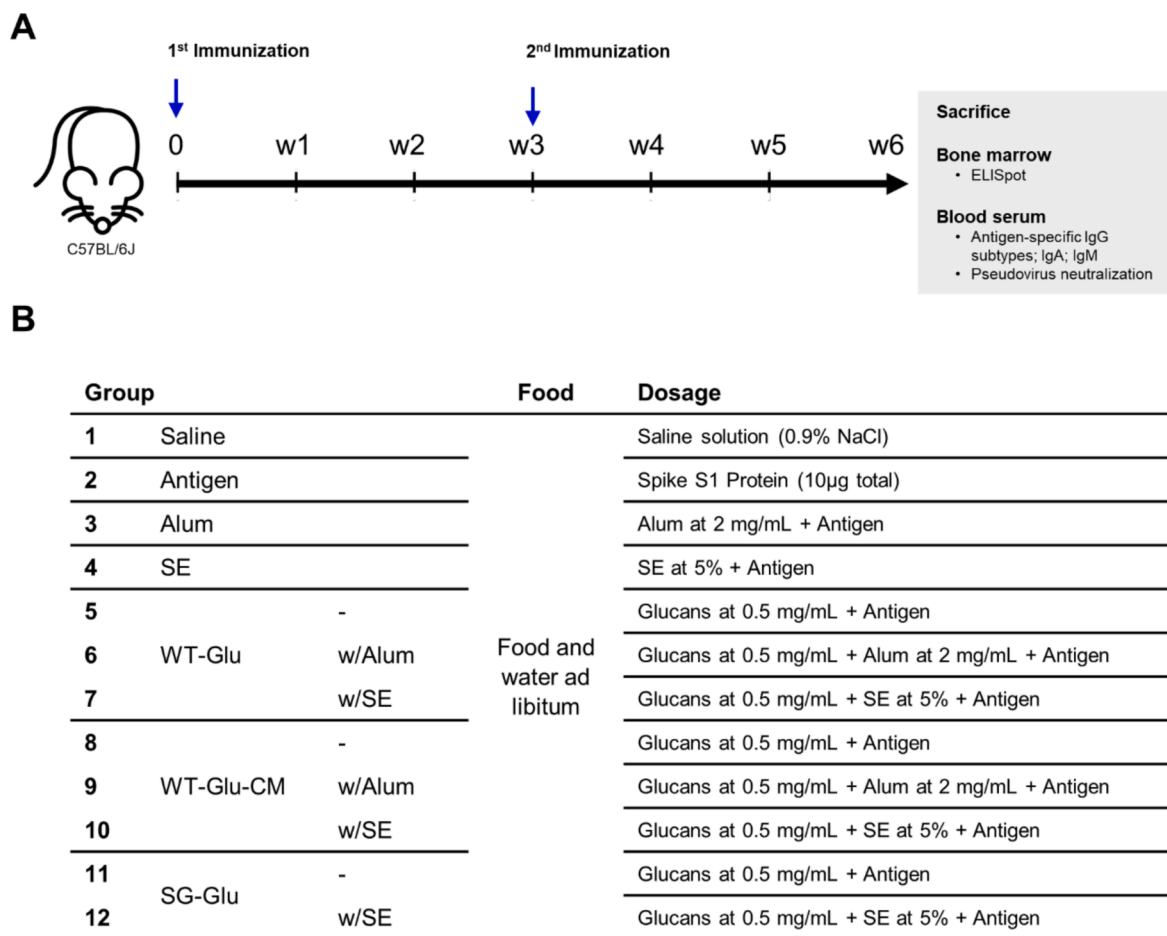 A
1st Immunization
2nd Immunization
0 w1 w2 w3 w4 w5 w6
C57BL/6J
Sacrifice
Bone marrow
• ELISpot
Blood serum
• Antigen-specific IgG
subtypes; IgA; IgM
• Pseudovirus neutralization
B
Group Food Dosage
1 Saline Saline solution (0.9% NaCl)
2 Antigen Spike S1 Protein (10µg total)
3 Alum Alum at 2 mg/mL + Antigen
4 SE SE at 5% + Antigen
5 - Glucans at 0.5 mg/mL + Antigen
6 WT-Glu w/Alum Glucans at 0.5 mg/mL + Alum at 2 mg/mL + Antigen
Food and
water ad
libitum
7 w/SE Glucans at 0.5 mg/mL + SE at 5% + Antigen
8 - Glucans at 0.5 mg/mL + Antigen
9 WT-Glu-CM w/Alum Glucans at 0.5 mg/mL + Alum at 2 mg/mL + Antigen
10 w/SE Glucans at 0.5 mg/mL + SE at 5% + Antigen
11 - Glucans at 0.5 mg/mL + Antigen
SG-Glu
12 w/SE Glucans at 0.5 mg/mL + SE at 5% + Antigen